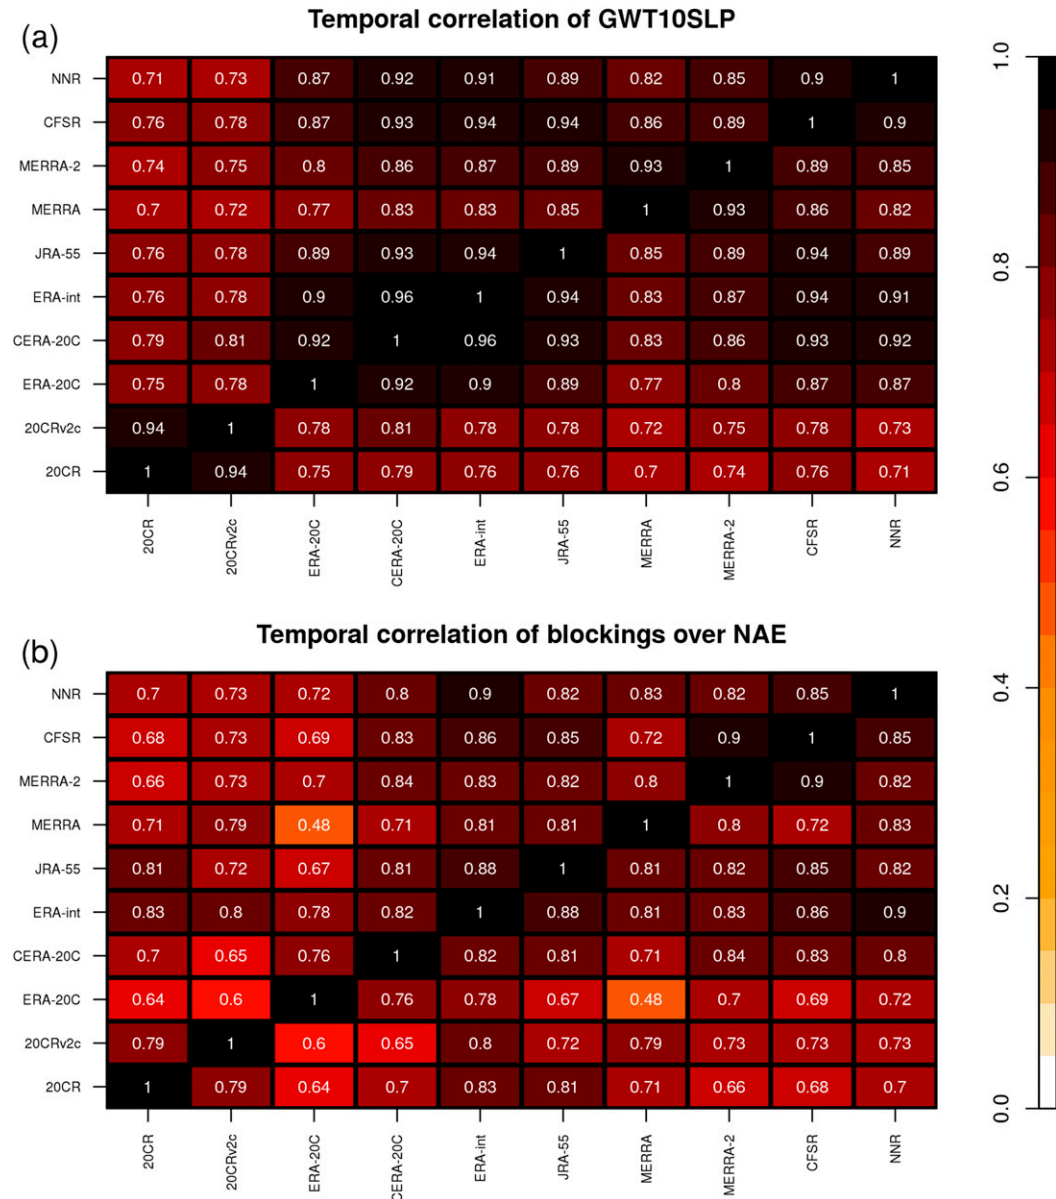 Temporal correlation of GWT10SLP
(a)
NNR 0.71 0.73 0.87 0.92 0.91 0.89 0.82 0.85 0.9 1
CFSR 0.76 0.78 0.87 0.93 0.94 0.94 0.86 0.89 1 0.9
MERRA-2 0.74 0.75 0.8 0.86 0.87 0.89 0.93 1 0.89 0.85
MERRA 0.7 0.72 0.77 0.83 0.83 0.85 1 0.93 0.86 0.82
JRA-55 0.76 0.78 0.89 0.93 0.94 1 0.85 0.89 0.94 0.89
ERA-int 0.76 0.78 0.9 0.96 1 0.94 0.83 0.87 0.94 0.91
CERA-20C 0.79 0.81 0.92 1 0.96 0.93 0.83 0.86 0.93 0.92
ERA-20C 0.75 0.78 1 0.92 0.9 0.89 0.77 0.8 0.87 0.87
20CRv2c 0.94 1 0.78 0.81 0.78 0.78 0.72 0.75 0.78 0.73
20CR 1 0.94 0.75 0.79 0.76 0.76 0.7 0.74 0.76 0.71
20CR 20CRv2c ERA-20C CERA-20C ERA-int JRA-55 MERRA MERRA-2 CFSR NNR
Temporal correlation of blockings over NAE
(b)
NNR 0.7 0.73 0.72 0.8 0.9 0.82 0.83 0.82 0.85 1
CFSR 0.68 0.73 0.69 0.83 0.86 0.85 0.72 0.9 1 0.85
MERRA-2 0.66 0.73 0.7 0.84 0.83 0.82 0.8 1 0.9 0.82
MERRA 0.71 0.79 0.48 0.71 0.81 0.81 1 0.8 0.72 0.83
JRA-55 0.81 0.72 0.67 0.81 0.88 1 0.81 0.82 0.85 0.82
ERA-int 0.83 0.8 0.78 0.82 1 0.88 0.81 0.83 0.86 0.9
CERA-20C 0.7 0.65 0.76 1 0.82 0.81 0.71 0.84 0.83 0.8
ERA-20C 0.64 0.6 1 0.76 0.78 0.67 0.48 0.7 0.69 0.72
20CRv2c 0.79 1 0.6 0.65 0.8 0.72 0.79 0.73 0.73 0.73
20CR 1 0.79 0.64 0.7 0.83 0.81 0.71 0.66 0.68 0.7
20CR 20CRv2c ERA-20C CERA-20C ERA-int JRA-55 MERRA MERRA-2 CFSR NNR
1.0
0.8
0.6
0.4
0.2
0.0